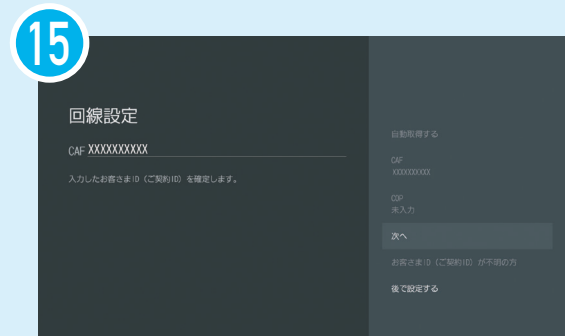 15
回線設定
CAF XXXXXXXXXX
入力したお客さまID（ご契約ID）を確定します。
自動取得する
CAF
XXXXXXXXXX
COP
未入力
次へ
お客さまID（ご契約ID）が不明の方
後で設定する